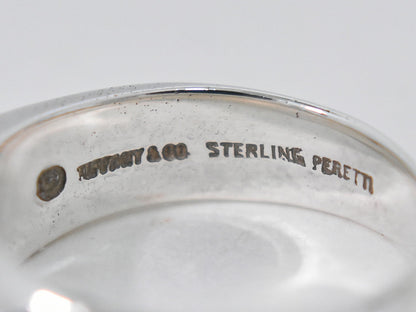 TIFFANY & CO. STERLING PERETTI